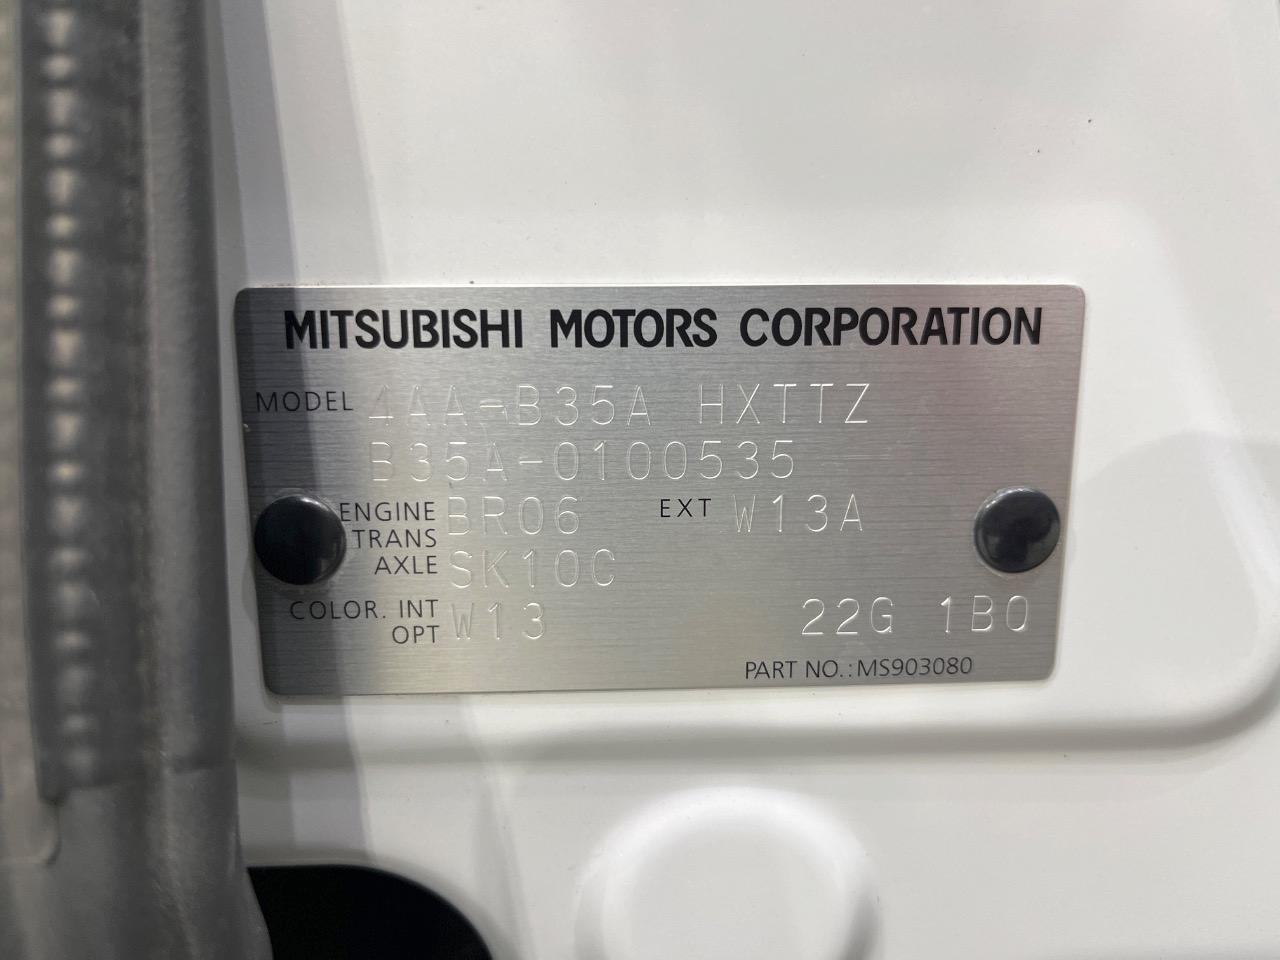 MITSUBISHI MOTORS CORPORATION
MODEL 4AA-B35A HXTTZ
B35A-0100535
ENGINE BR06 EXT W13A
TRANS
AXLE SK10C
COLOR. INT W13 22G 1B0
OPT
PART NO.: MS903080